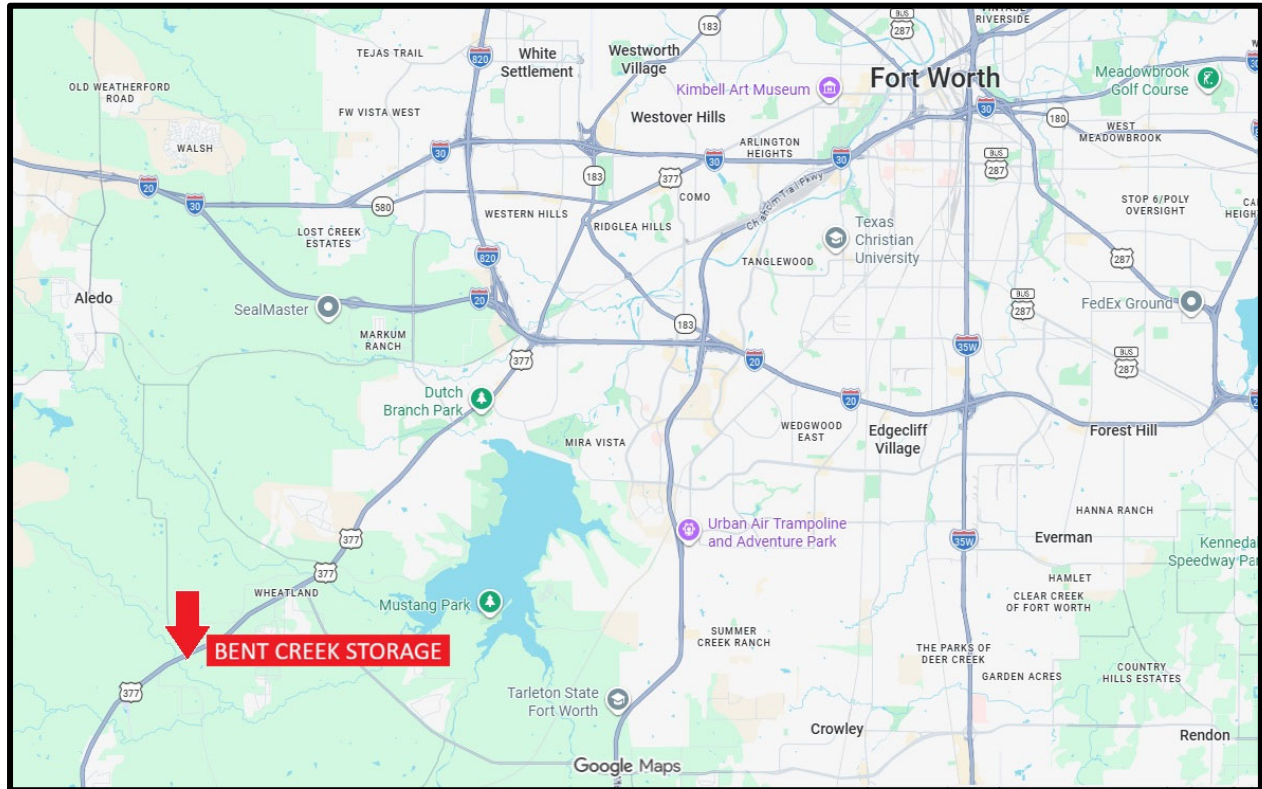 VINTAGE
RIVERSIDE
183
287
TEJAS TRAIL
White
Settlement
Westworth
Village
820
Fort Worth
Meadowbrook
Golf Course
OLD WEATHERFORD
ROAD
Kimbell Art Museum
FW VISTA WEST
Westover Hills
30
180
WEST
MEADOWBROOK
WALSH
ARLINGTON
HEIGHTS
30
30
30
BUS
287
183
377
20
30
580
COMO
Chisholm Trail Pkwy
STOP 6/POLY
OVERSIGHT
WESTERN HILLS
RIDGLEA HILLS
Texas
Christian
University
LOST CREEK
ESTATES
820
TANGLEWOOD
Aledo
SealMaster
20
BUS
287
FedEx Ground
183
MARKUM
RANCH
377
35W
BUS
287
20
Dutch
Branch Park
20
WEDGWOOD
EAST
Edgecliff
Village
Forest Hill
MIRA VISTA
HANNA RANCH
Urban Air Trampoline
and Adventure Park
377
35W
Everman
377
HAMLET
WHEATLAND
Mustang Park
CLEAR CREEK
OF FORT WORTH
BENT CREEK STORAGE
SUMMER
CREEK RANCH
THE PARKS OF
DEER CREEK
GARDEN ACRES
COUNTRY
HILLS ESTATES
377
Tarleton State
Fort Worth
Crowley
Rendon
Google Maps